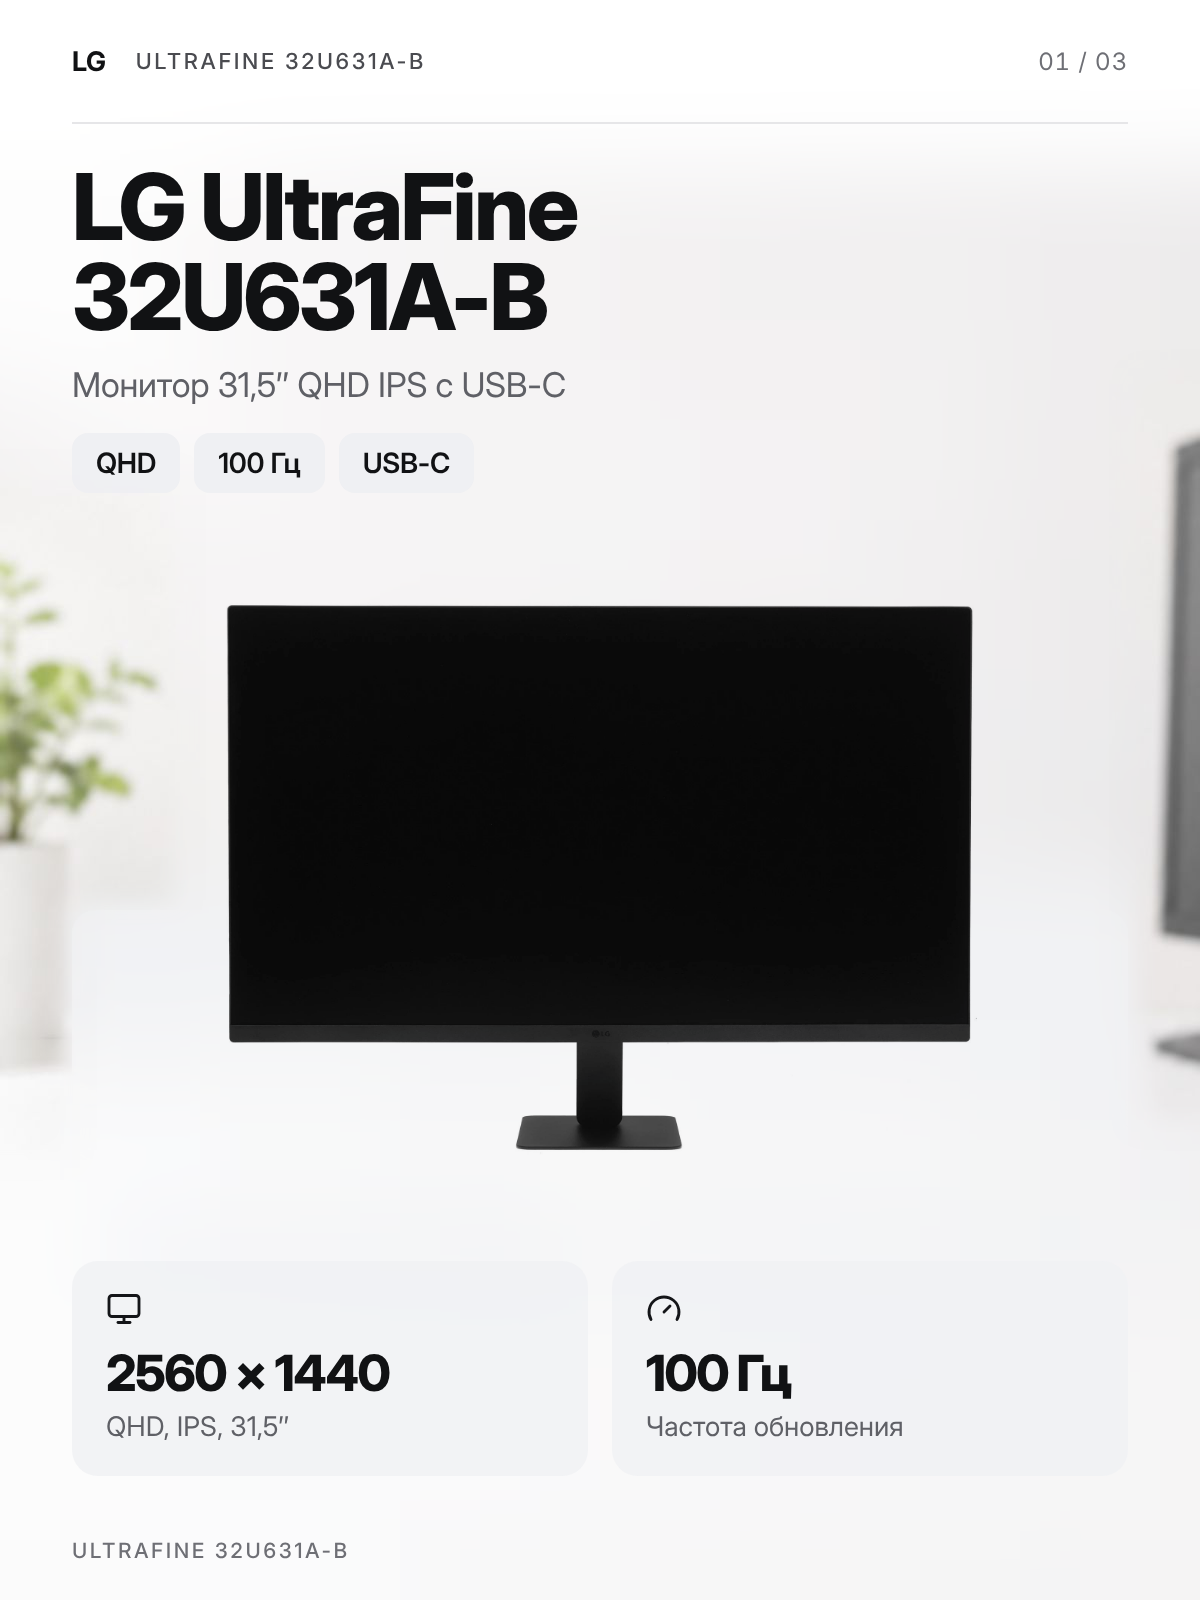 LG ULTRAFINE 32U631A-B 01 / 03
LG UltraFine
32U631A-B
Монитор 31,5″ QHD IPS с USB-C
QHD 100 Гц USB-C
LG
2560 × 1440
QHD, IPS, 31,5″
100 Гц
Частота обновления
ULTRAFINE 32U631A-B